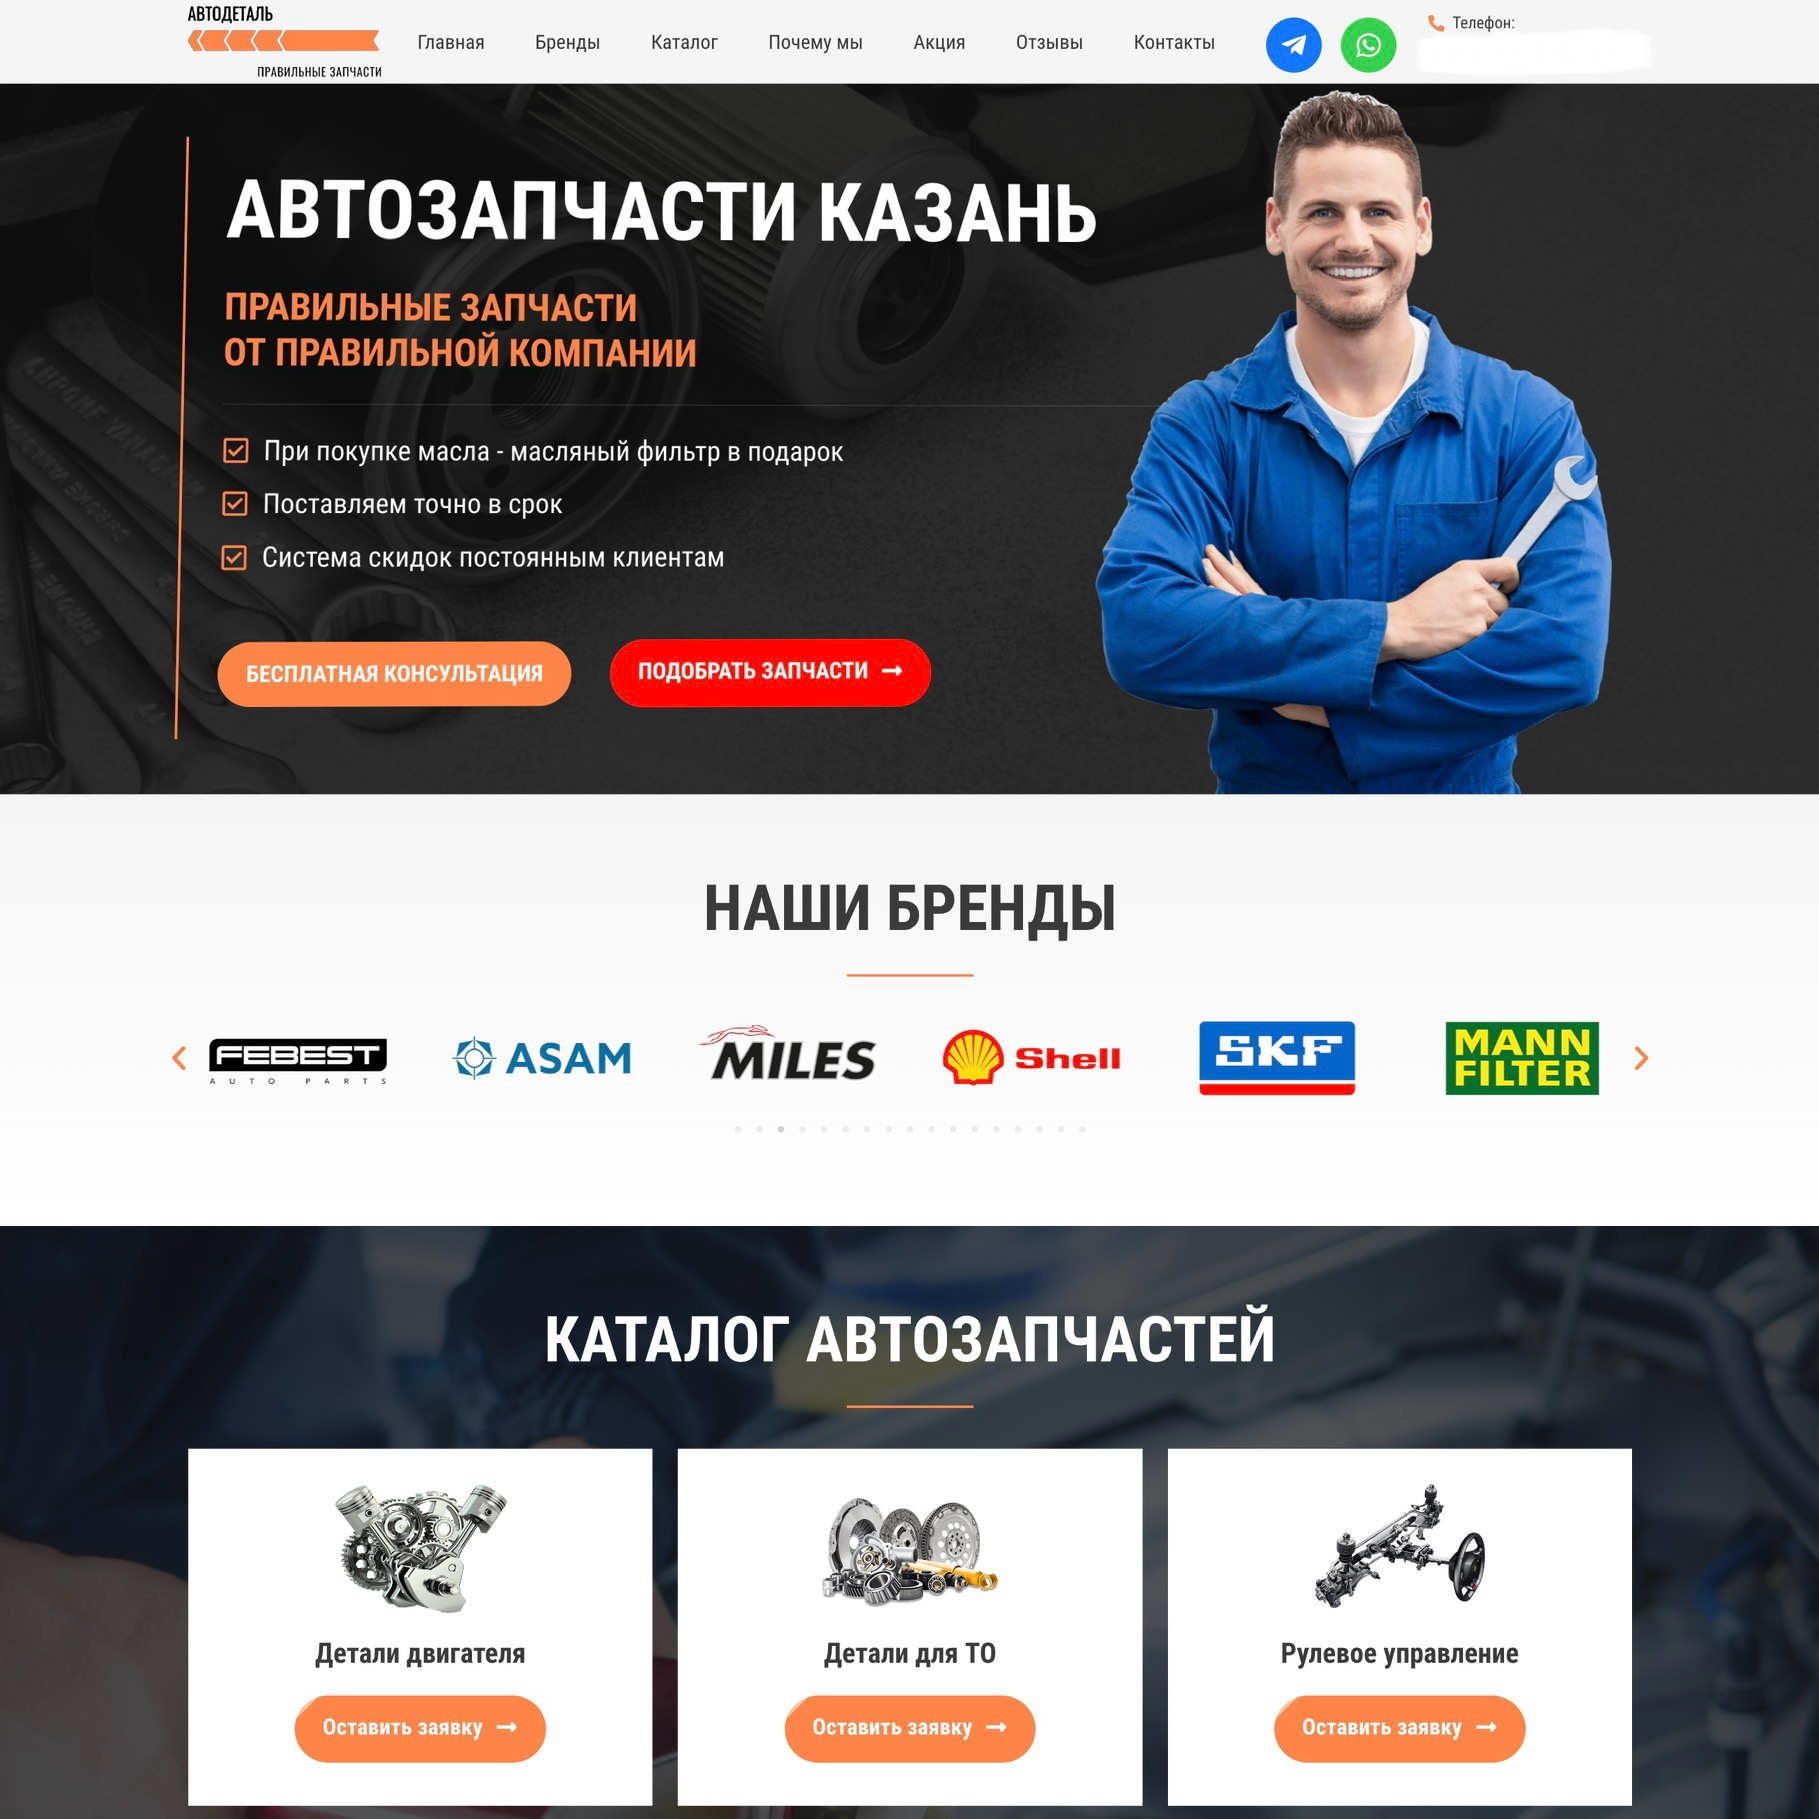 АВТОДЕТАЛЬ
ПРАВИЛЬНЫЕ ЗАПЧАСТИ
Главная Бренды Каталог Почему мы Акция Отзывы Контакты
Телефон:
АВТОЗАПЧАСТИ КАЗАНЬ
ПРАВИЛЬНЫЕ ЗАПЧАСТИ
ОТ ПРАВИЛЬНОЙ КОМПАНИИ
При покупке масла - масляный фильтр в подарок
Поставляем точно в срок
Система скидок постоянным клиентам
БЕСПЛАТНАЯ КОНСУЛЬТАЦИЯ
ПОДОБРАТЬ ЗАПЧАСТИ
НАШИ БРЕНДЫ
FEBEST
AUTO PARTS
ASAM
MILES
Shell
SKF
MANN
FILTER
КАТАЛОГ АВТОЗАПЧАСТЕЙ
Детали двигателя
Оставить заявку
Детали для ТО
Оставить заявку
Рулевое управление
Оставить заявку